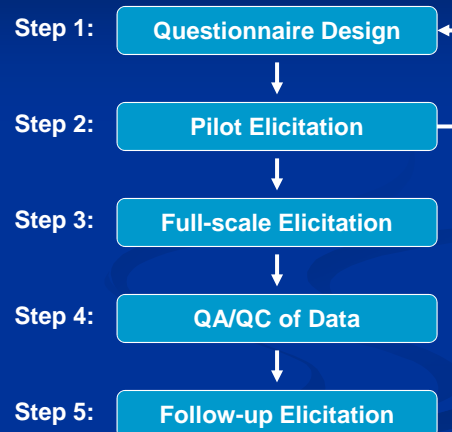 Step 1: Questionnaire Design
Step 2: Pilot Elicitation
Step 3: Full-scale Elicitation
Step 4: QA/QC of Data
Step 5: Follow-up Elicitation